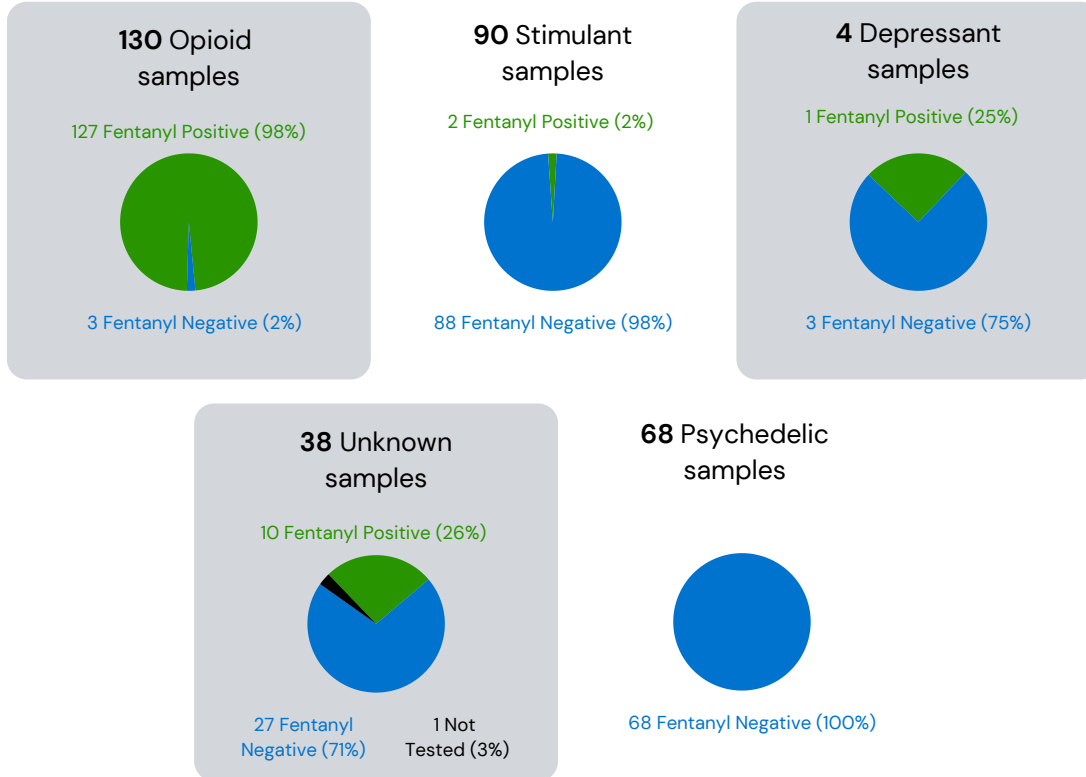 130 Opioid
samples
127 Fentanyl Positive (98%)
3 Fentanyl Negative (2%)
90 Stimulant
samples
2 Fentanyl Positive (2%)
88 Fentanyl Negative (98%)
4 Depressant
samples
1 Fentanyl Positive (25%)
3 Fentanyl Negative (75%)
38 Unknown
samples
10 Fentanyl Positive (26%)
27 Fentanyl
Negative (71%)
1 Not
Tested (3%)
68 Psychedelic
samples
68 Fentanyl Negative (100%)